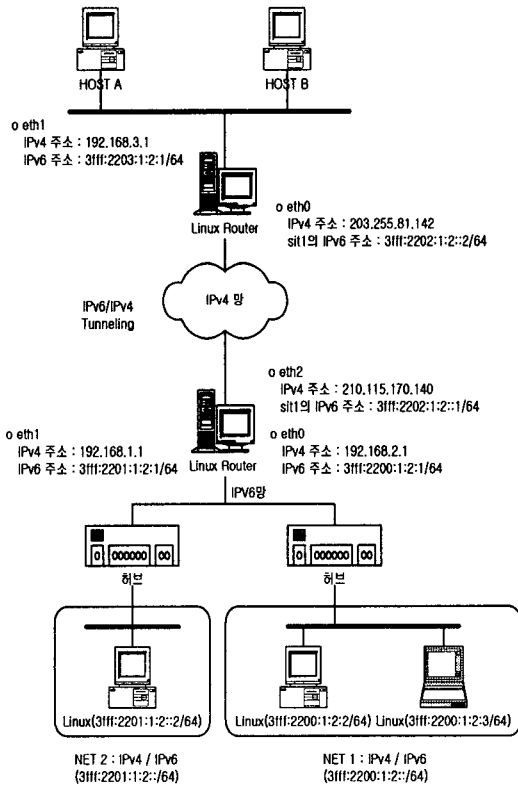 HOST A
HOST B
o eth1
IPv4 주소 : 192.168.3.1
IPv6 주소 : 3fff:2203:1:2:1/64
Linux Router
o eth0
IPv4 주소 : 203.255.81.142
sit1의 IPv6 주소 : 3fff:2202:1:2::2/64
IPv6/IPv4
Tunneling
IPv4 망
o eth2
IPv4 주소 : 210.115.170.140
sit1의 IPv6 주소 : 3fff:2202:1:2::1/64
o eth1
IPv4 주소 : 192.168.1.1
IPv6 주소 : 3fff:2201:1:2:1/64
Linux Router
o eth0
IPv4 주소 : 192.168.2.1
IPv6 주소 : 3fff:2200:1:2:1/64
IPV6망
0 000000 00
0 000000 00
허브
허브
Linux(3fff:2201:1:2::2/64)
Linux(3fff:2200:1:2:2/64)
Linux(3fff:2200:1:2:3/64)
NET 2 : IPv4 / IPv6
(3fff:2201:1:2::/64)
NET 1 : IPv4 / IPv6
(3fff:2200:1:2::/64)